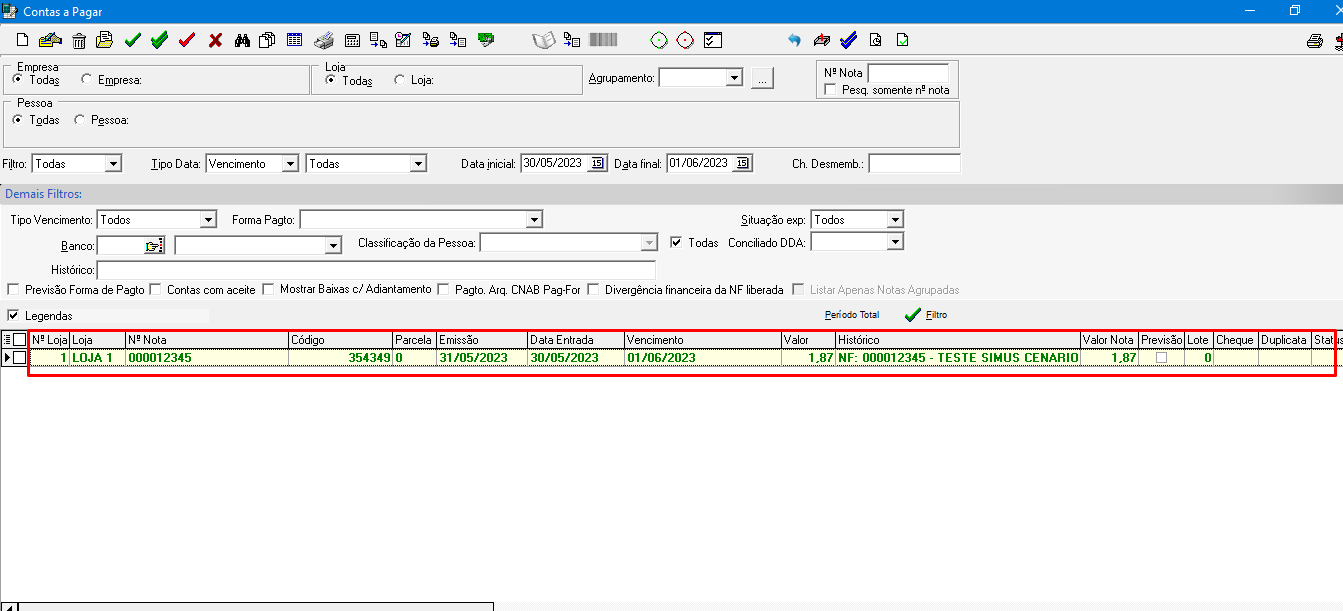 Contas a Pagar
Empresa
Todas Empresa:
Loja
Todas Loja:
Agrupamento: ...
Nº Nota
Pesq. somente nº nota
Pessoa
Todas Pessoa:
Filtro: Todas Tipo Data: Vencimento Todas Data inicial: 30/05/2023 15 Data final: 01/06/2023 15 Ch. Desmemb.:
Demais Filtros:
Tipo Vencimento: Todos Forma Pagto: Situação exp: Todos
Banco: Classificação da Pessoa: Todas Conciliado DDA:
Histórico:
Previsão Forma de Pagto Contas com aceite Mostrar Baixas c/ Adiantamento Pagto. Arq. CNAB Pag-For Divergência financeira da NF liberada Listar Apenas Notas Agrupadas
Legendas Período Total Filtro
Nº Loja Loja Nº Nota Código Parcela Emissão Data Entrada Vencimento Valor Histórico Valor Nota Previsão Lote Cheque Duplicata Status
1 LOJA 1 000012345 354349 0 31/05/2023 30/05/2023 01/06/2023 1,87 NF: 000012345 - TESTE SIMUS CENARIO 1,87 0